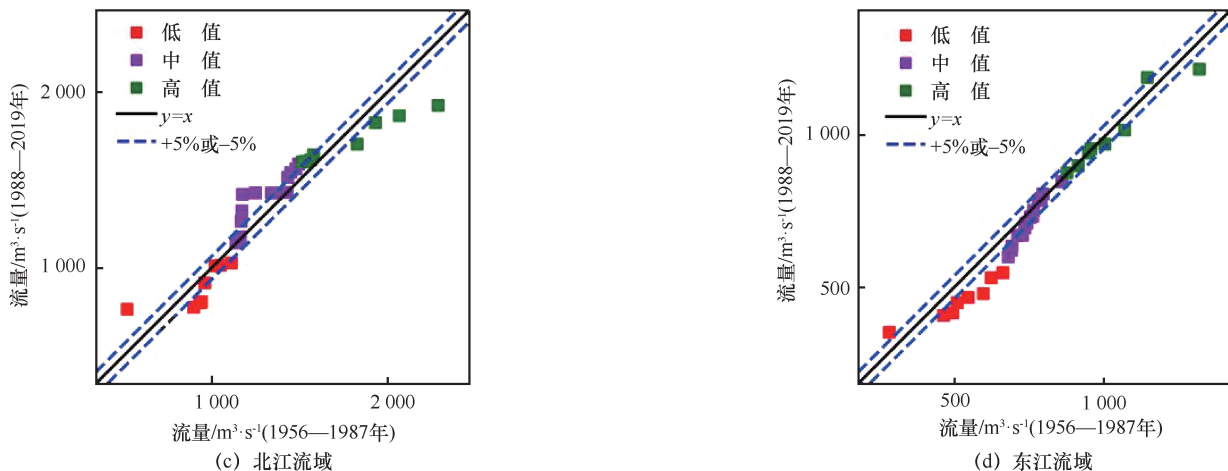 低 值
中 值
高 值
y=x
+5%或–5%
2 000
1 000
流量/m³·s⁻¹(1988—2019年)
1 000
2 000
流量/m³·s⁻¹(1956—1987年)
(c) 北江流域
低 值
中 值
高 值
y=x
+5%或–5%
1 000
500
流量/m³·s⁻¹(1988—2019年)
500
1 000
流量/m³·s⁻¹(1956—1987年)
(d) 东江流域